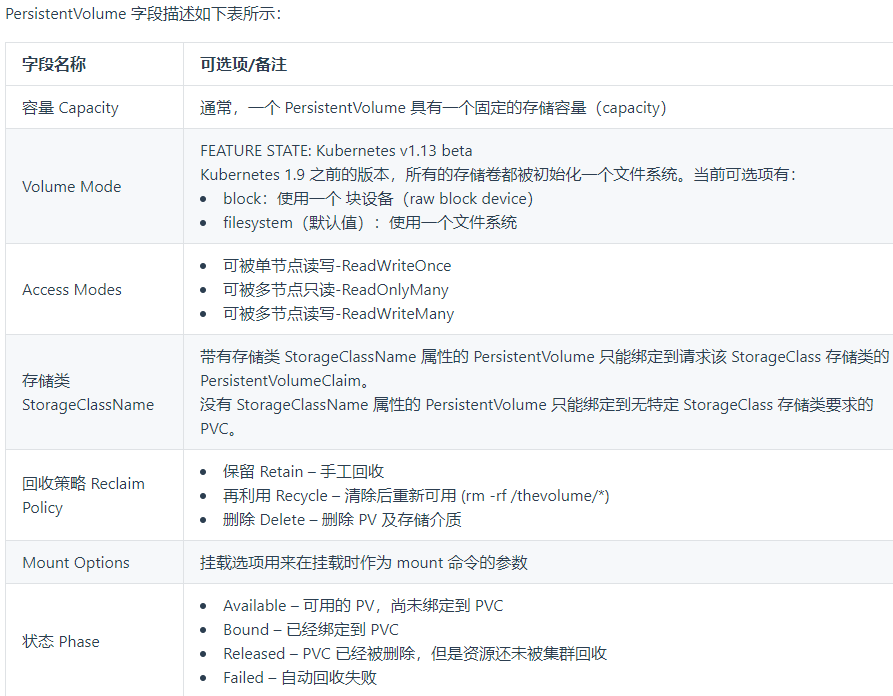 PersistentVolume 字段描述如下表所示：
字段名称 可选项/备注
容量 Capacity 通常，一个 PersistentVolume 具有一个固定的存储容量（capacity）
Volume Mode
FEATURE STATE: Kubernetes v1.13 beta
Kubernetes 1.9 之前的版本，所有的存储卷都被初始化一个文件系统。当前可选项有：
• block：使用一个 块设备（raw block device）
• filesystem（默认值）：使用一个文件系统
Access Modes
• 可被单节点读写-ReadWriteOnce
• 可被多节点只读-ReadOnlyMany
• 可被多节点读写-ReadWriteMany
存储类
StorageClassName
带有存储类 StorageClassName 属性的 PersistentVolume 只能绑定到请求该 StorageClass 存储类的
PersistentVolumeClaim。
没有 StorageClassName 属性的 PersistentVolume 只能绑定到无特定 StorageClass 存储类要求的
PVC。
回收策略 Reclaim
Policy
• 保留 Retain – 手工回收
• 再利用 Recycle – 清除后重新可用 (rm -rf /thevolume/*)
• 删除 Delete – 删除 PV 及存储介质
Mount Options 挂载选项用来在挂载时作为 mount 命令的参数
状态 Phase
• Available – 可用的 PV，尚未绑定到 PVC
• Bound – 已经绑定到 PVC
• Released – PVC 已经被删除，但是资源还未被集群回收
• Failed – 自动回收失败